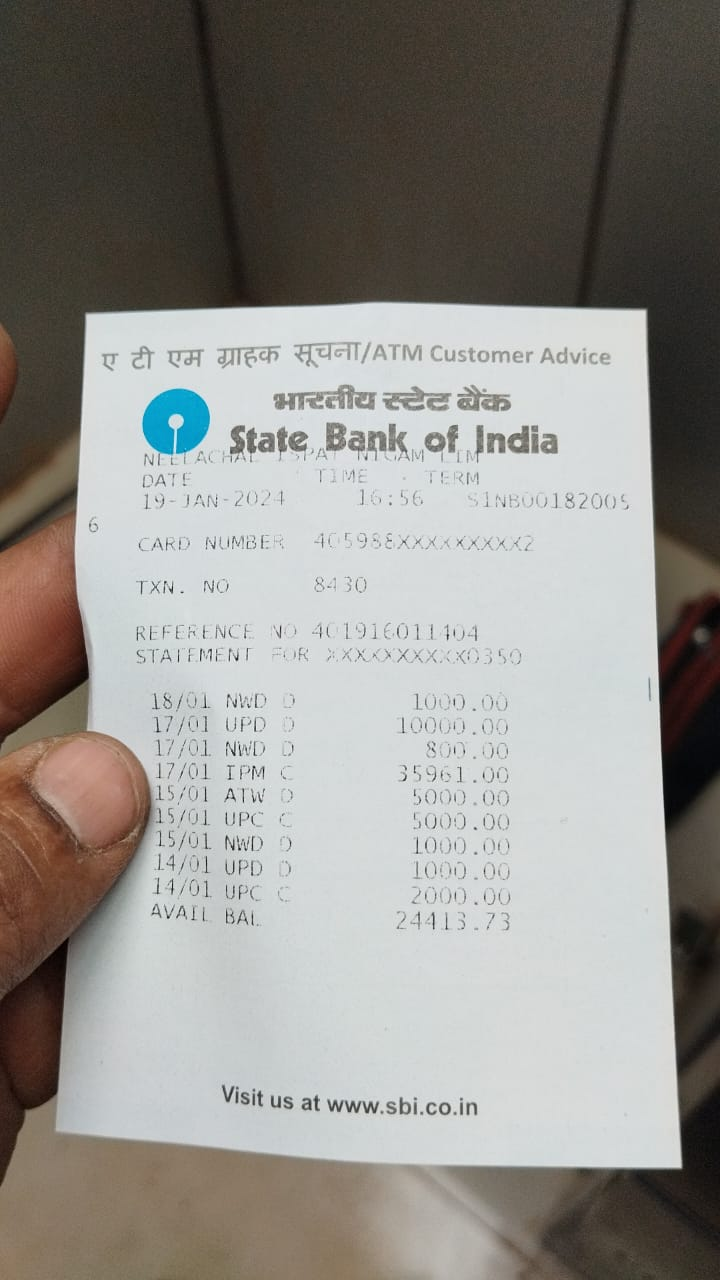 ए टी एम ग्राहक सूचना/ATM Customer Advice
भारतीय स्टेट बैंक
State Bank of India
NEELACHAL ISPAT NIGAM LIM
DATE TIME TERM
19-JAN-2024 16:56 S1NB00182005
6
CARD NUMBER 405988XXXXXXXXX2
TXN. NO 8430
REFERENCE NO 401916011404
STATEMENT FOR XXXXXXXXXXX0350
18/01 NWD D 1000.00
17/01 UPD D 10000.00
17/01 NWD D 800.00
17/01 IPM C 35961.00
15/01 ATW D 5000.00
15/01 UPC C 5000.00
15/01 NWD D 1000.00
14/01 UPD D 1000.00
14/01 UPC C 2000.00
AVAIL BAL 24413.73
Visit us at www.sbi.co.in